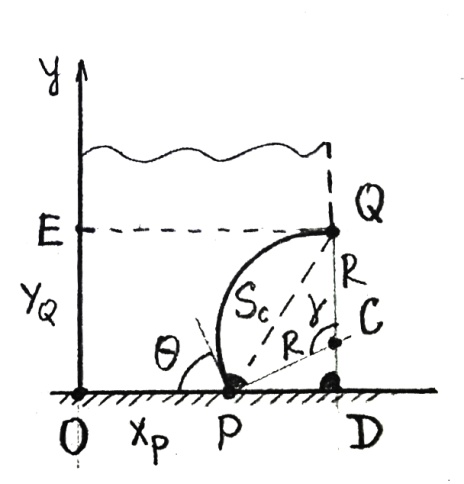 y
E Q
R
Y_Q S_c γ C
θ R
O x_P P D